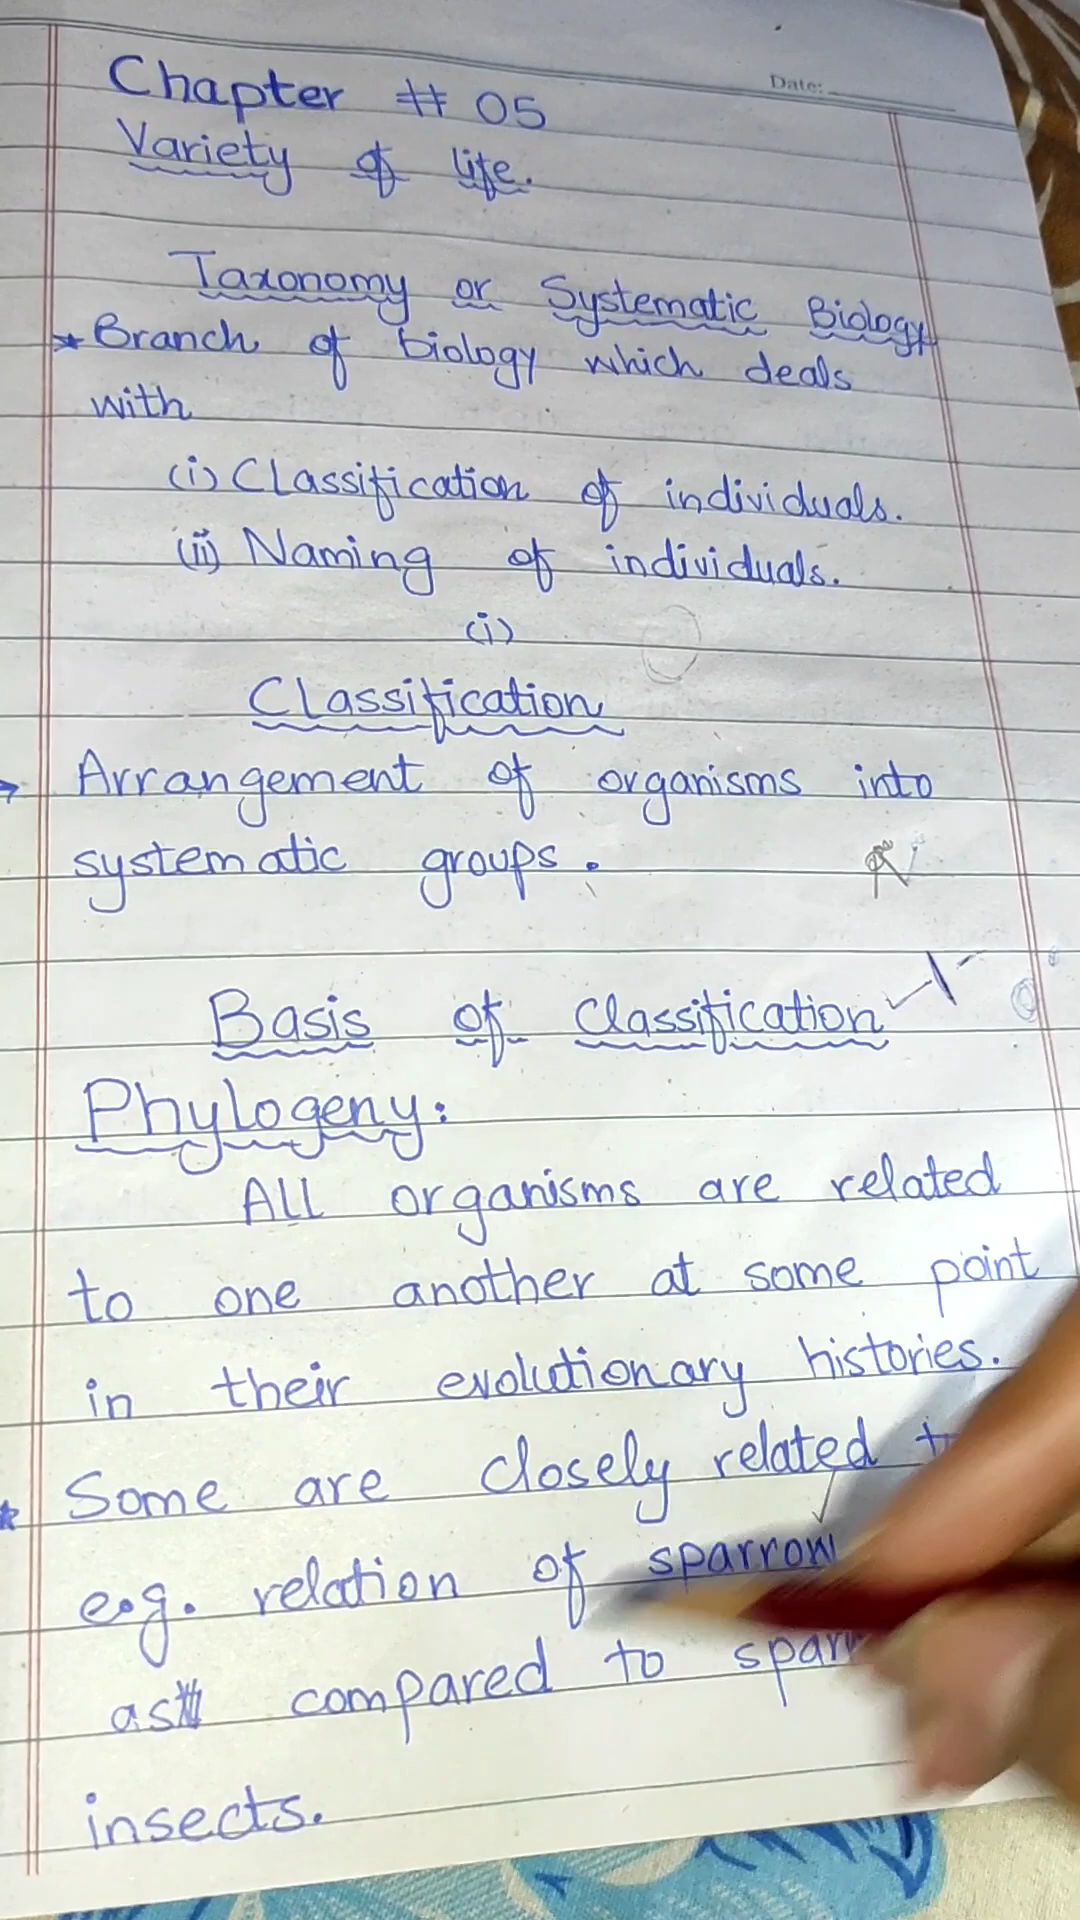 Date:
Chapter # 05
Variety of life.
Taxonomy or Systematic Biology
* Branch of biology which deals
with
(i) Classification of individuals.
(ii) Naming of individuals.
(i)
Classification
→ Arrangement of organisms into
systematic groups.
Basis of Classification
Phylogeny:
All organisms are related
to one another at some point
in their evolutionary histories.
* Some are closely related
e.g. relation of sparrow
as compared to
insects.